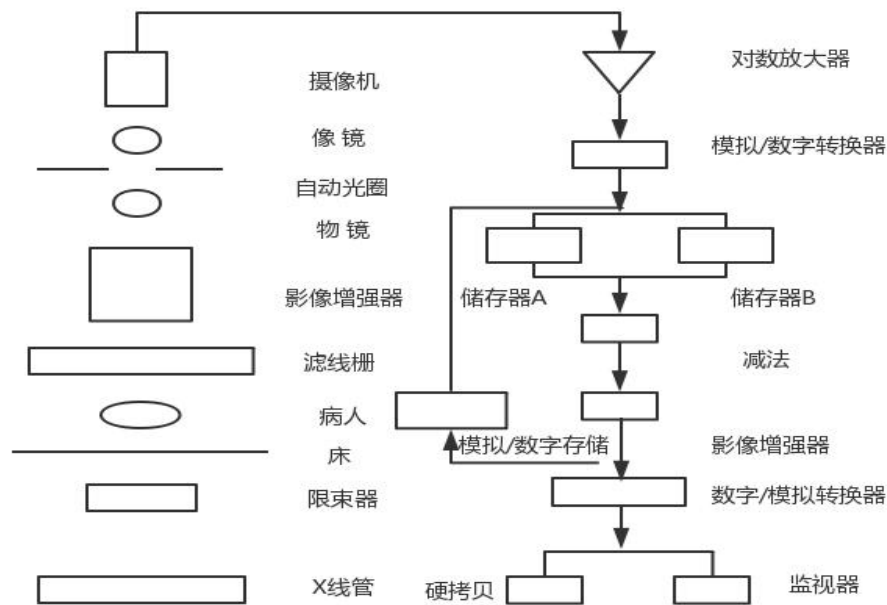 摄像机
像 镜
自动光圈
物 镜
影像增强器
滤线栅
病人
床
限束器
X线管
对数放大器
模拟/数字转换器
储存器A
储存器B
减法
模拟/数字存储
影像增强器
数字/模拟转换器
硬拷贝
监视器